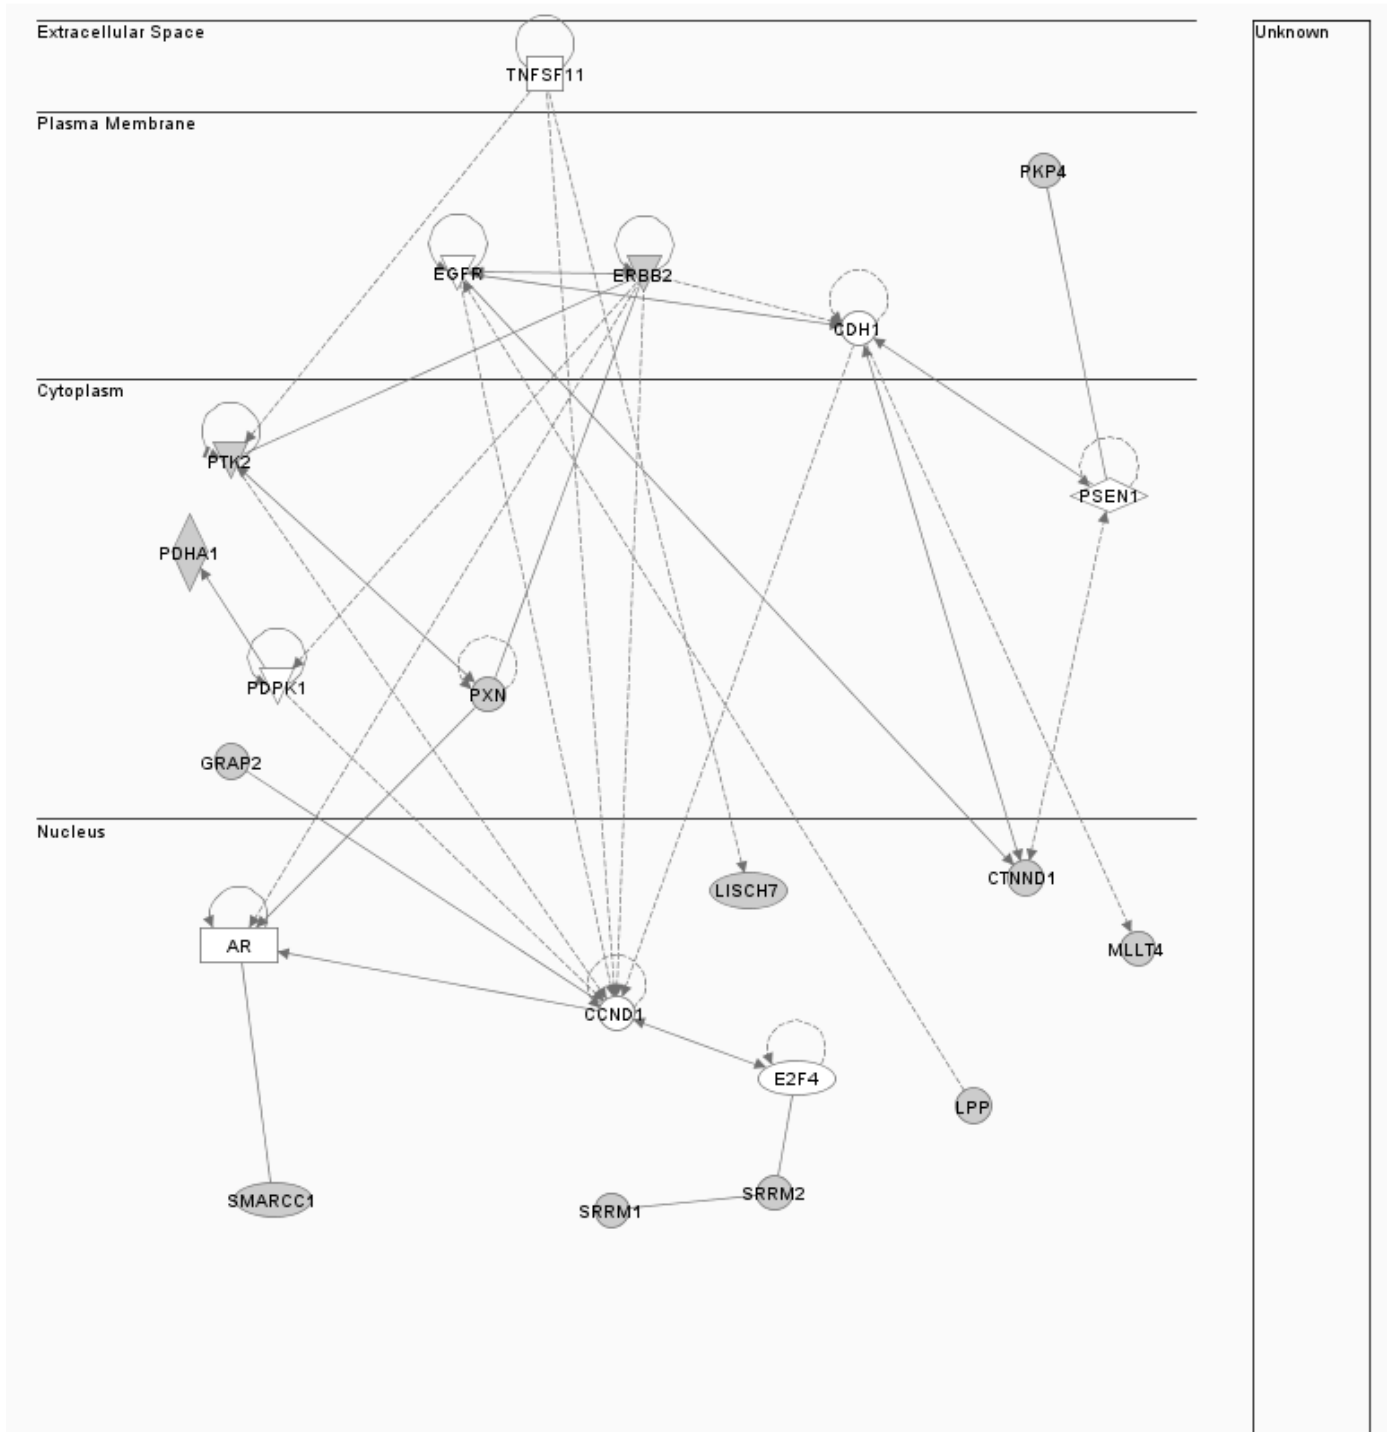 Extracellular Space
Unknown
TNFSF11
Plasma Membrane
PKP4
EGFR
ERBB2
CDH1
Cytoplasm
PTK2
PSEN1
PDHA1
PDPK1
PXN
GRAP2
Nucleus
CTNND1
LISCH7
AR
MLLT4
CCND1
E2F4
LPP
SMARCC1
SRRM2
SRRM1